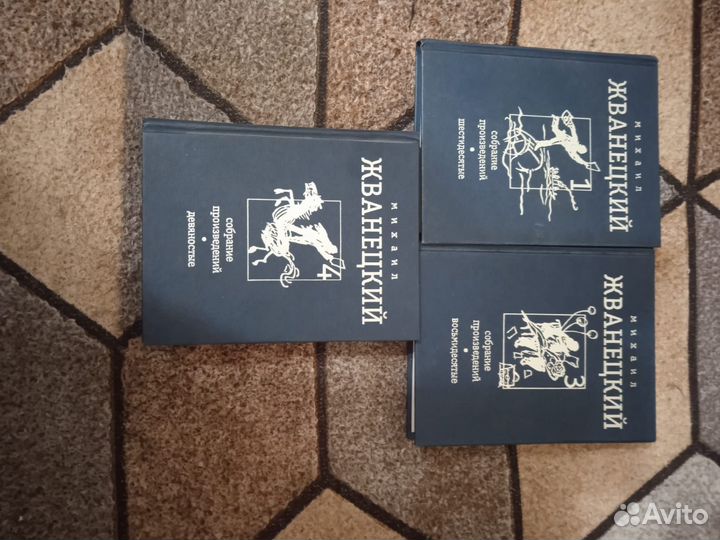 михаил
ЖВАНЕЦКИЙ
4
собрание
произведений
девяностые
михаил
ЖВАНЕЦКИЙ
1
собрание
произведений
шестидесятые
михаил
ЖВАНЕЦКИЙ
3
собрание
произведений
восьмидесятые
Avito